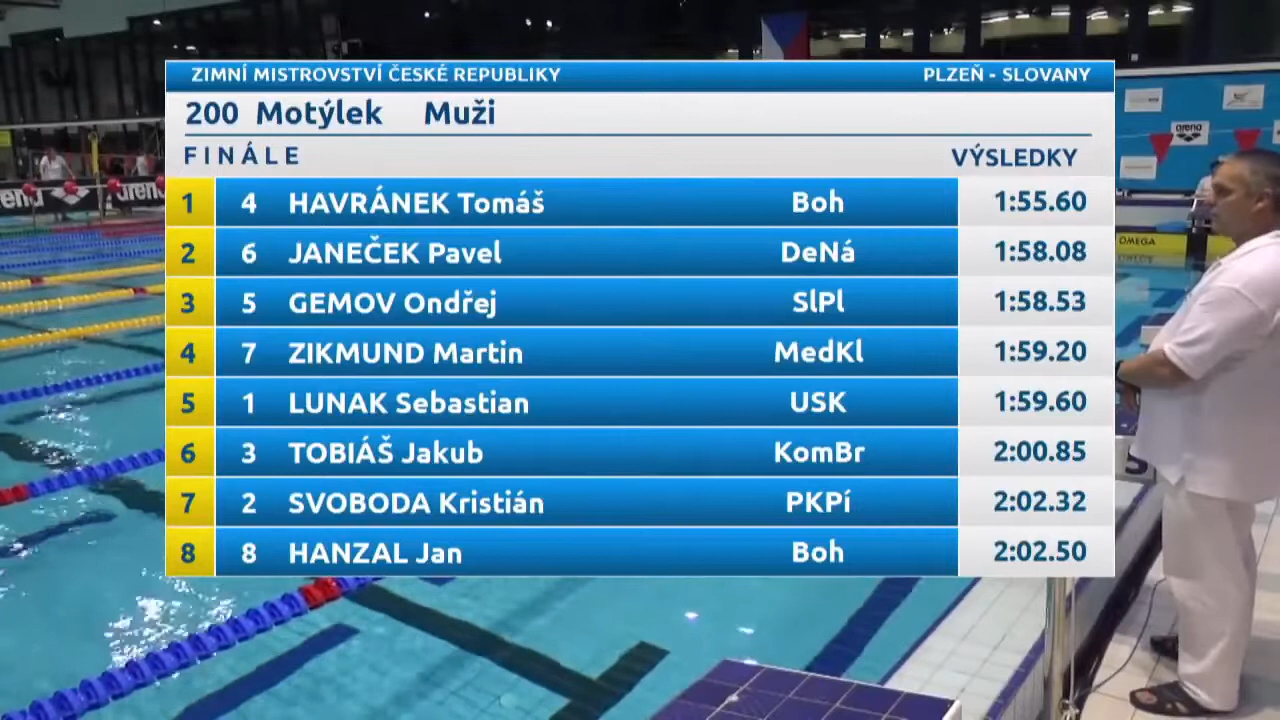 ZIMNÍ MISTROVSTVÍ ČESKÉ REPUBLIKY PLZEŇ - SLOVANY
200 Motýlek Muži
FINÁLE VÝSLEDKY
1 4 HAVRÁNEK Tomáš Boh 1:55.60
2 6 JANEČEK Pavel DeNá 1:58.08
3 5 GEMOV Ondřej SlPl 1:58.53
4 7 ZIKMUND Martin MedKl 1:59.20
5 1 LUNAK Sebastian USK 1:59.60
6 3 TOBIÁŠ Jakub KomBr 2:00.85
7 2 SVOBODA Kristián PKPí 2:02.32
8 8 HANZAL Jan Boh 2:02.50
arena
arena
OMEGA
5